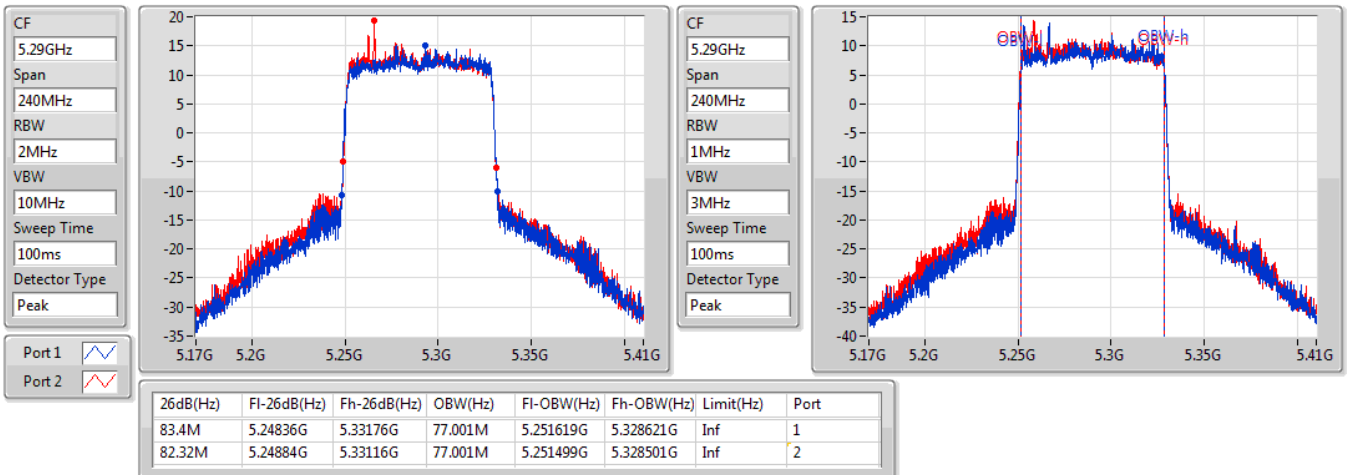 CF
5.29GHz
Span
240MHz
RBW
2MHz
VBW
10MHz
Sweep Time
100ms
Detector Type
Peak
20
15
10
5
0
-5
-10
-15
-20
-25
-30
-35
5.17G 5.2G 5.25G 5.3G 5.35G 5.41G
CF
5.29GHz
Span
240MHz
RBW
1MHz
VBW
3MHz
Sweep Time
100ms
Detector Type
Peak
15
10
5
0
-5
-10
-15
-20
-25
-30
-35
-40
OBW-h
5.17G 5.2G 5.25G 5.3G 5.35G 5.41G
Port 1
Port 2
26dB(Hz) Fl-26dB(Hz) Fh-26dB(Hz) OBW(Hz) Fl-OBW(Hz) Fh-OBW(Hz) Limit(Hz) Port
83.4M 5.24836G 5.33176G 77.001M 5.251619G 5.328621G Inf 1
82.32M 5.24884G 5.33116G 77.001M 5.251499G 5.328501G Inf 2